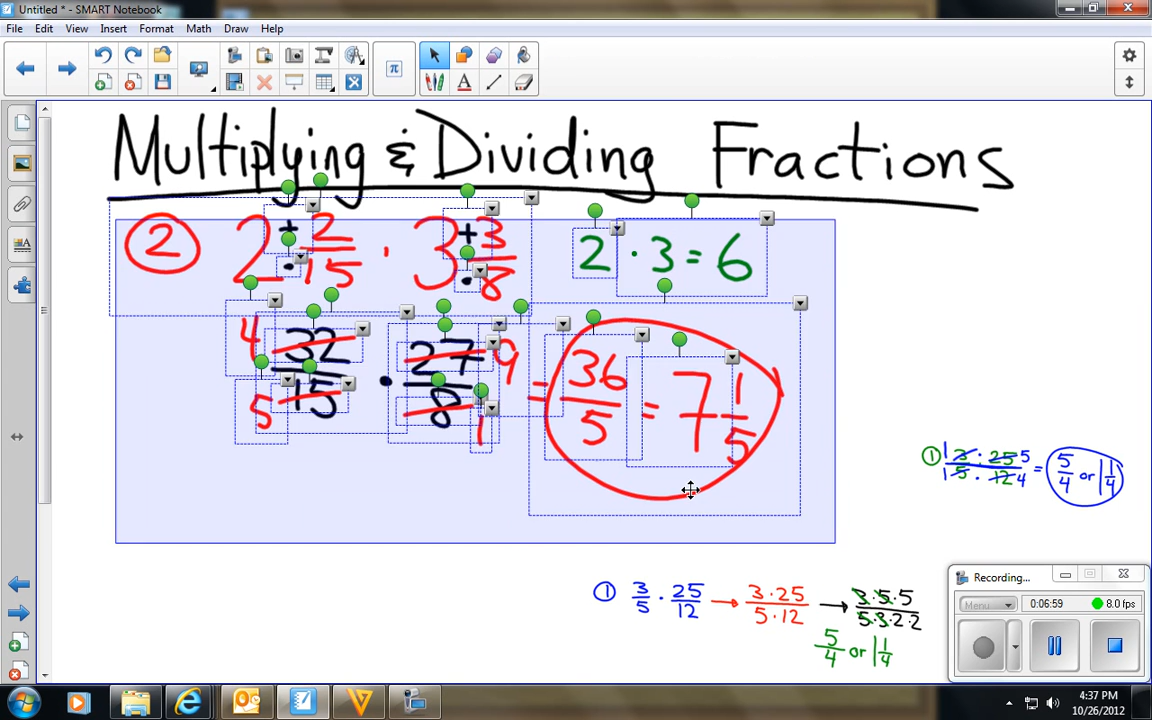 Untitled * - SMART Notebook
File Edit View Insert Format Math Draw Help
π
A
Multiplying & Dividing Fractions
② 2 + 2/15 · 3 + 3/8 2 · 3 = 6
4 32/15 5 · 27/8 9 1 = 36/5 = 7 1/5
① 1 3 · 25 5 / 1 5 · 12 4 = 5/4 or 1 1/4
① 3/5 · 25/12 → 3·25/5·12 → 3·5·5/5·3·2·2
5/4 or 1 1/4
Recording...
Menu 0:06:59 8.0 fps
4:37 PM
10/26/2012